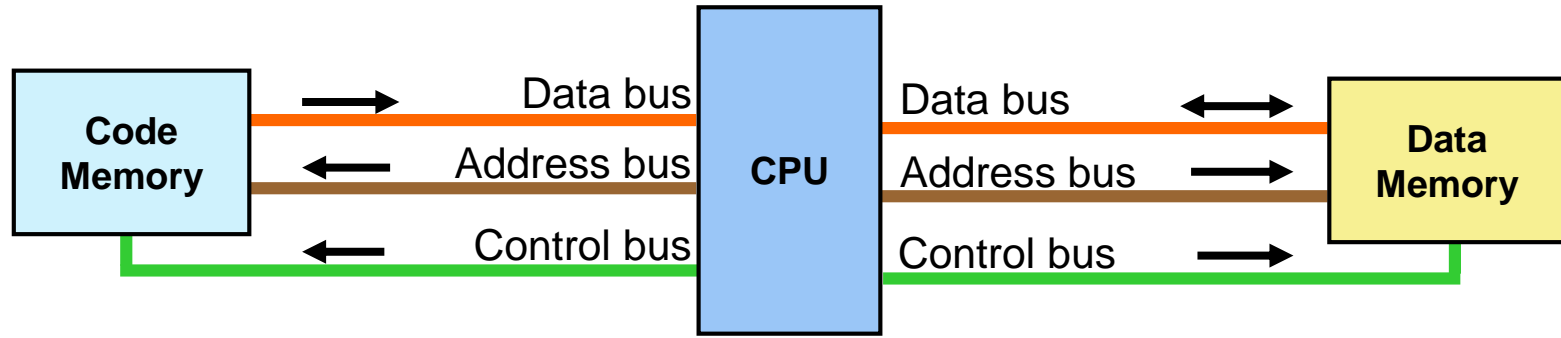 Code
Memory
Data bus
Address bus
Control bus
CPU
Data bus
Address bus
Control bus
Data
Memory